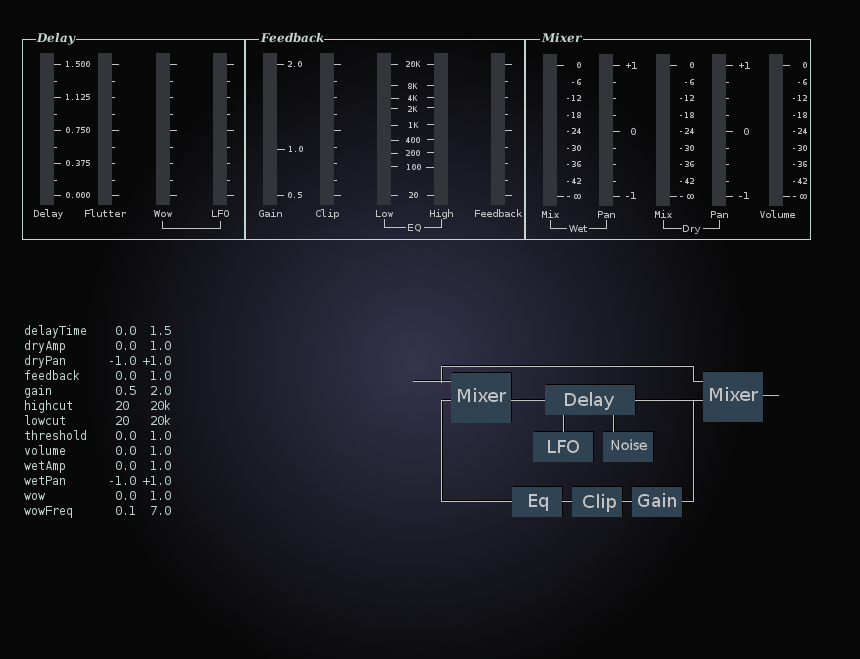 Delay Feedback Mixer
1.500 2.0 20K 0 +1 0 +1 0
8K -6 -6 -6
1.125 4K -12 -12 -12
2K
-18 -18 -18
0.750 1K -24 0 -24 0 -24
1.0 400 -30 -30 -30
0.375 200 -36 -36 -36
100
-42 -42 -42
0.000 0.5 20 -∞ -1 -∞ -1 -∞
Delay Flutter Wow LFO Gain Clip Low High Feedback Mix Pan Mix Pan Volume
EQ Wet Dry
delayTime 0.0 1.5
dryAmp 0.0 1.0
dryPan -1.0 +1.0
feedback 0.0 1.0
gain 0.5 2.0
highcut 20 20k
lowcut 20 20k
threshold 0.0 1.0
volume 0.0 1.0
wetAmp 0.0 1.0
wetPan -1.0 +1.0
wow 0.0 1.0
wowFreq 0.1 7.0
Mixer Delay Mixer
LFO Noise
Eq Clip Gain